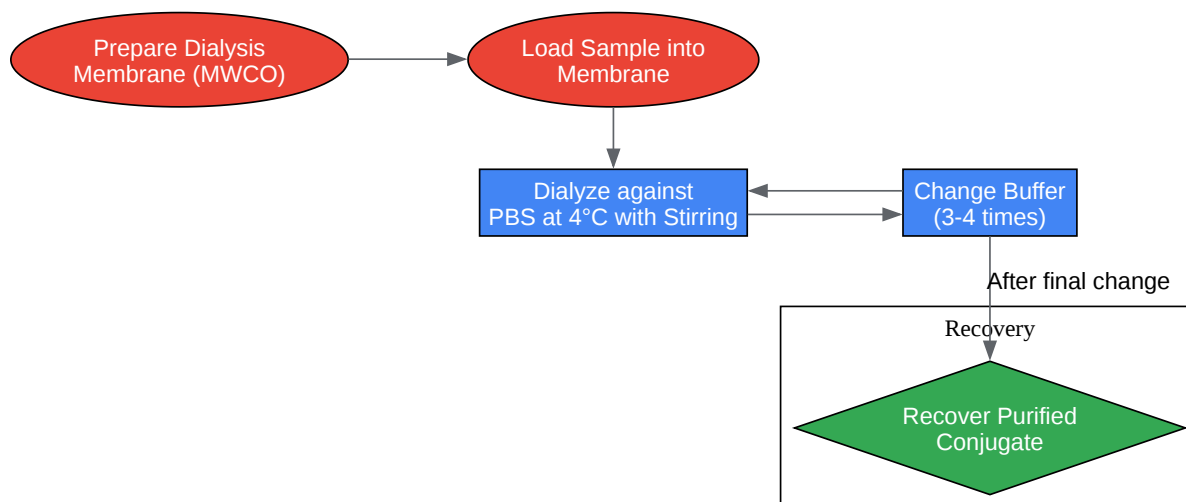 Prepare Dialysis
Membrane (MWCO)
Load Sample into
Membrane
Dialyze against
PBS at 4°C with Stirring
Change Buffer
(3-4 times)
After final change
Recovery
Recover Purified
Conjugate